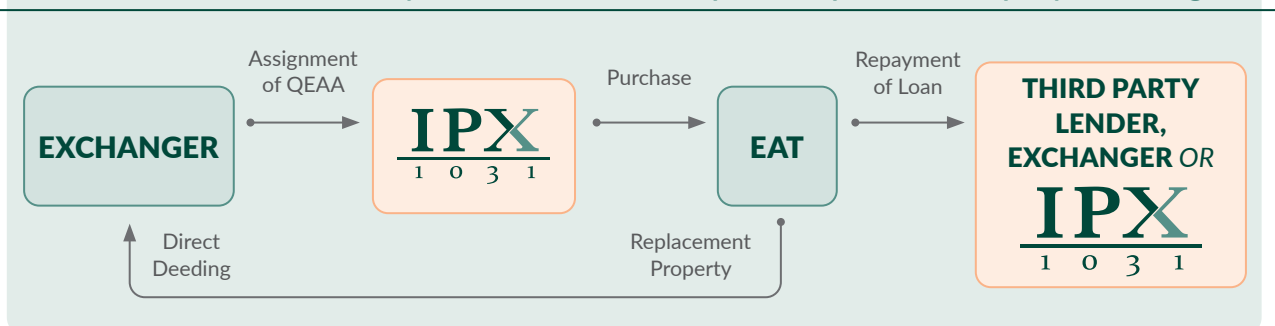 Assignment
of QEAA
Purchase
Repayment
of Loan
EXCHANGER
IPX
1 0 3 1
EAT
THIRD PARTY
LENDER,
EXCHANGER OR
IPX
1 0 3 1
Direct
Deeding
Replacement
Property